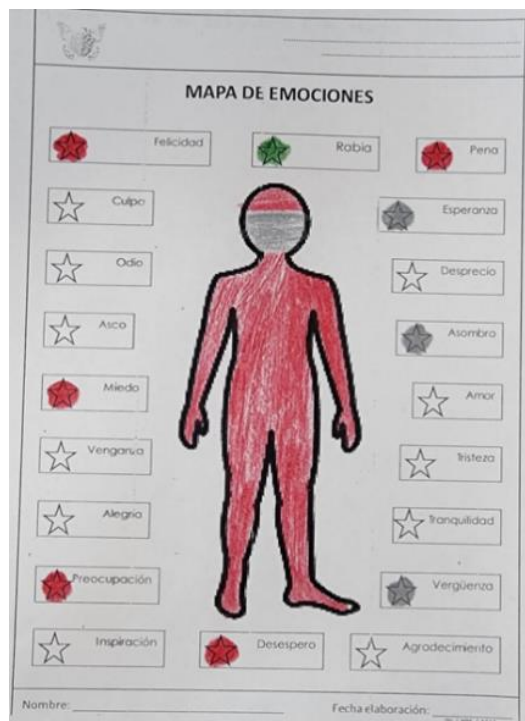 MAPA DE EMOCIONES
Felicidad
Rabia
Pena
Culpa
Esperanza
Odio
Desprecio
Asco
Asombro
Miedo
Amor
Venganza
Tristeza
Alegria
Tranquilidad
Preocupación
Vergüenza
Inspiración
Desespero
Agradecimiento
Nombre:
Fecha elaboración: